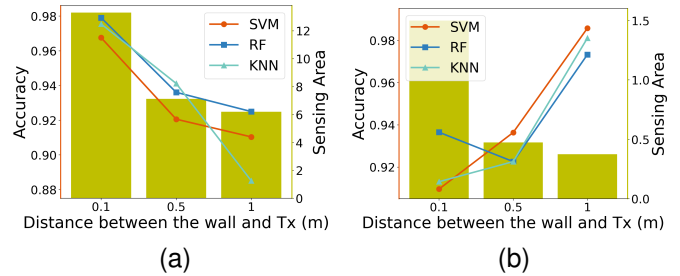 0.98
0.96
0.94
0.92
0.90
0.88
Accuracy
SVM
RF
KNN
12
10
8
6
4
2
0
Sensing Area
0.1
0.5
1
Distance between the wall and Tx (m)
(a)
0.98
0.96
0.94
0.92
Accuracy
SVM
RF
KNN
1.5
1.0
0.5
0.0
Sensing Area
0.1
0.5
1
Distance between the wall and Tx (m)
(b)